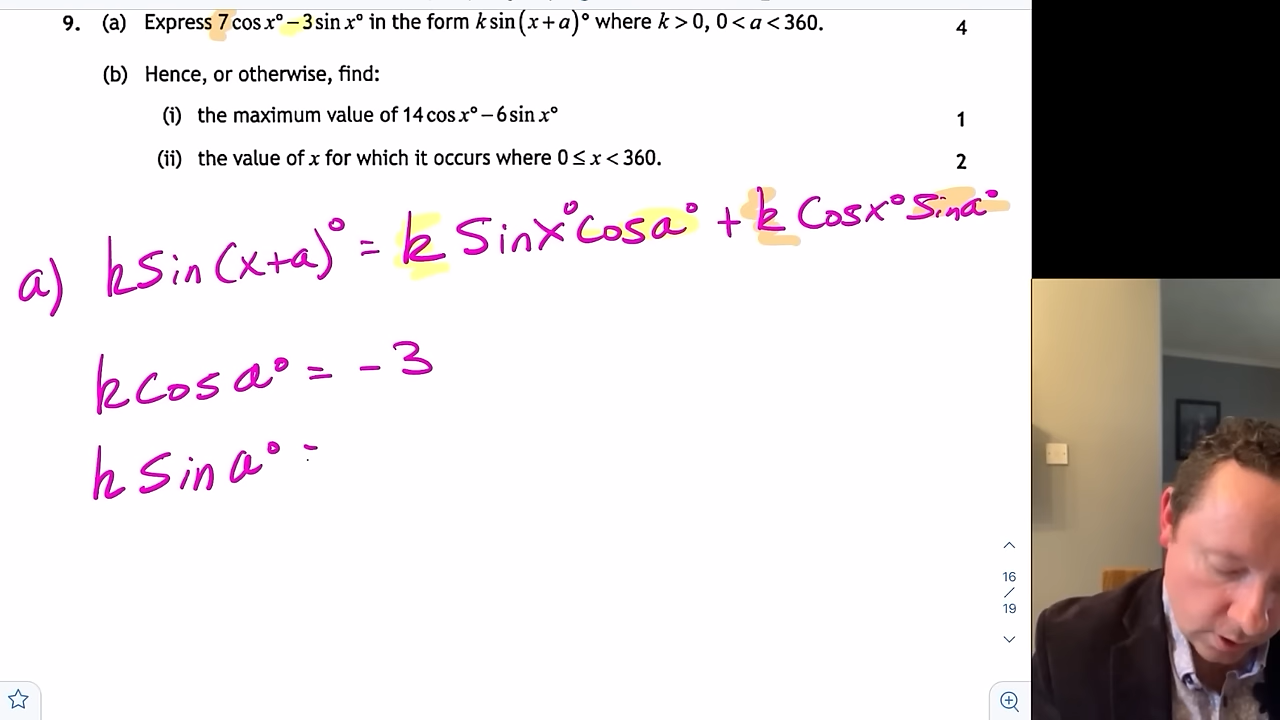 9. (a) Express 7 cos x° − 3 sin x° in the form k sin(x+a)° where k > 0, 0 < a < 360. 4
(b) Hence, or otherwise, find:
(i) the maximum value of 14 cos x° − 6 sin x° 1
(ii) the value of x for which it occurs where 0 ≤ x < 360. 2
a) k Sin (x+a)° = k Sin x° Cos a° + k Cos x° Sin a°
k Cos a° = − 3
k Sin a° =
16
/
19